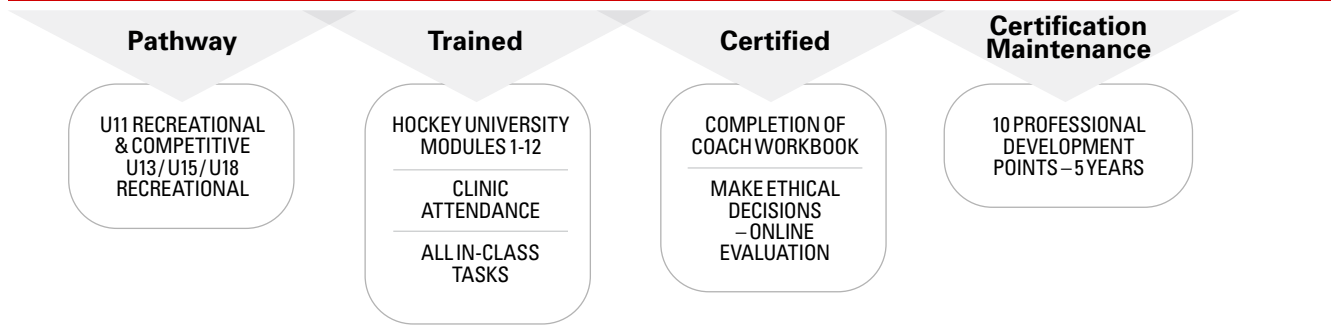 Pathway
U11 RECREATIONAL
& COMPETITIVE
U13/ U15/ U18
RECREATIONAL
Trained
HOCKEY UNIVERSITY
MODULES 1-12
CLINIC
ATTENDANCE
ALL IN-CLASS
TASKS
Certified
COMPLETION OF
COACH WORKBOOK
MAKE ETHICAL
DECISIONS
– ONLINE
EVALUATION
Certification
Maintenance
10 PROFESSIONAL
DEVELOPMENT
POINTS – 5 YEARS